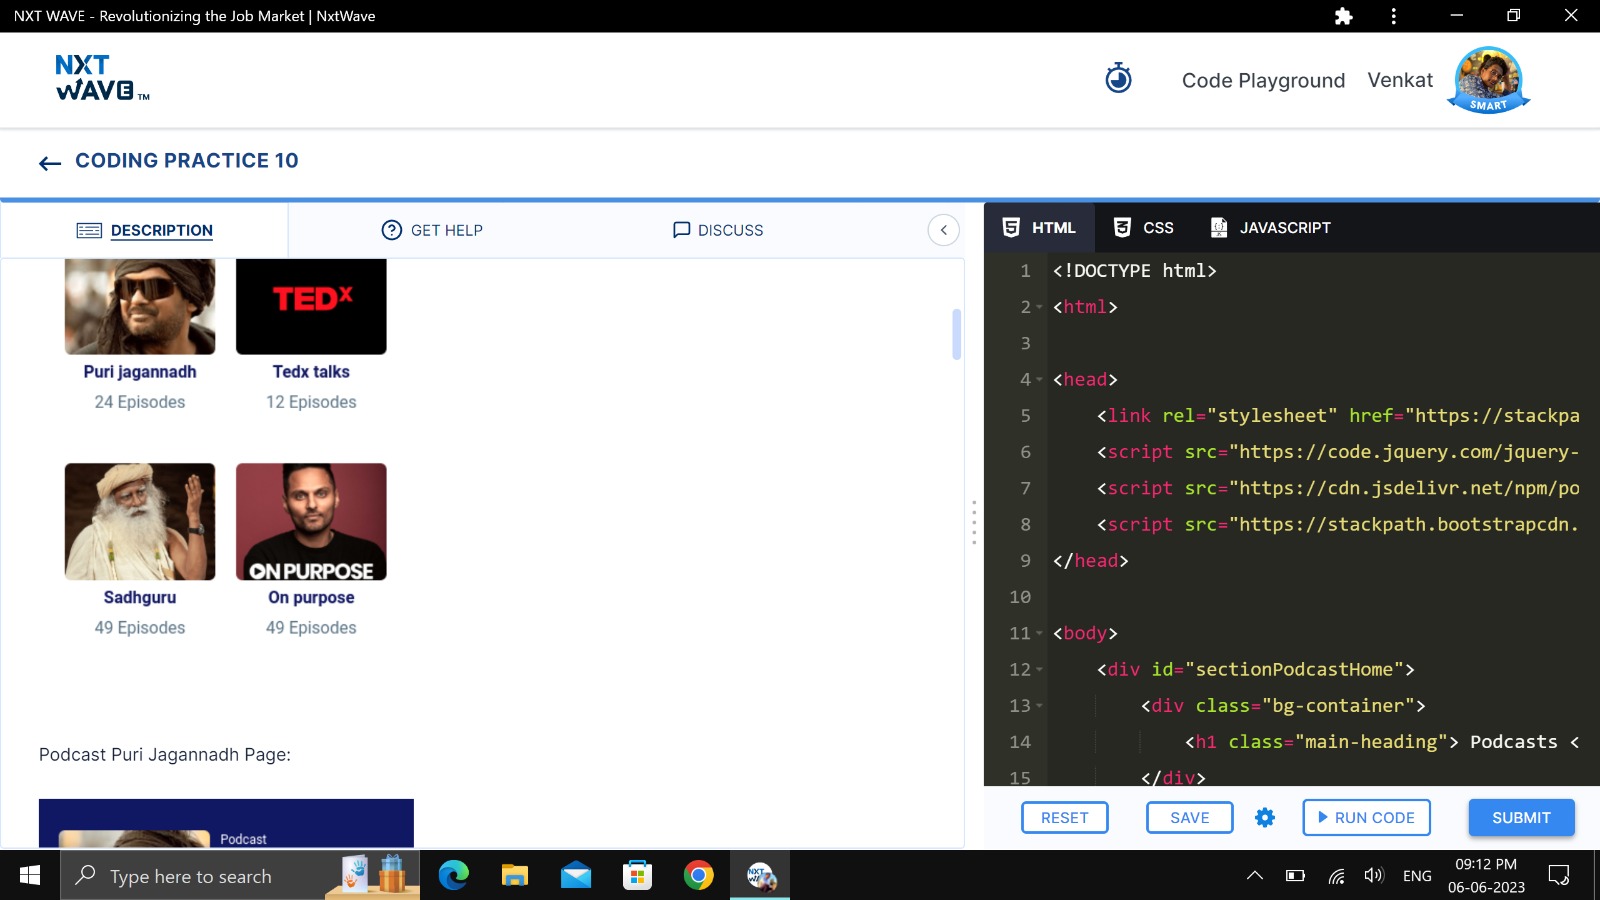 NXT WAVE - Revolutionizing the Job Market | NxtWave
NXT
WAVE TM
Code Playground
Venkat
SMART
CODING PRACTICE 10
DESCRIPTION
GET HELP
DISCUSS
TEDx
Puri jagannadh
Tedx talks
24 Episodes
12 Episodes
ON PURPOSE
Sadhguru
On purpose
49 Episodes
49 Episodes
Podcast Puri Jagannadh Page:
Podcast
HTML
CSS
JAVASCRIPT
1 <!DOCTYPE html>
2 <html>
3
4 <head>
5 <link rel="stylesheet" href="https://stackpa
6 <script src="https://code.jquery.com/jquery-
7 <script src="https://cdn.jsdelivr.net/npm/po
8 <script src="https://stackpath.bootstrapcdn.
9 </head>
10
11 <body>
12 <div id="sectionPodcastHome">
13 <div class="bg-container">
14 <h1 class="main-heading"> Podcasts <
15 </div>
RESET
SAVE
RUN CODE
SUBMIT
Type here to search
NXT WAVE
ENG
09:12 PM
06-06-2023